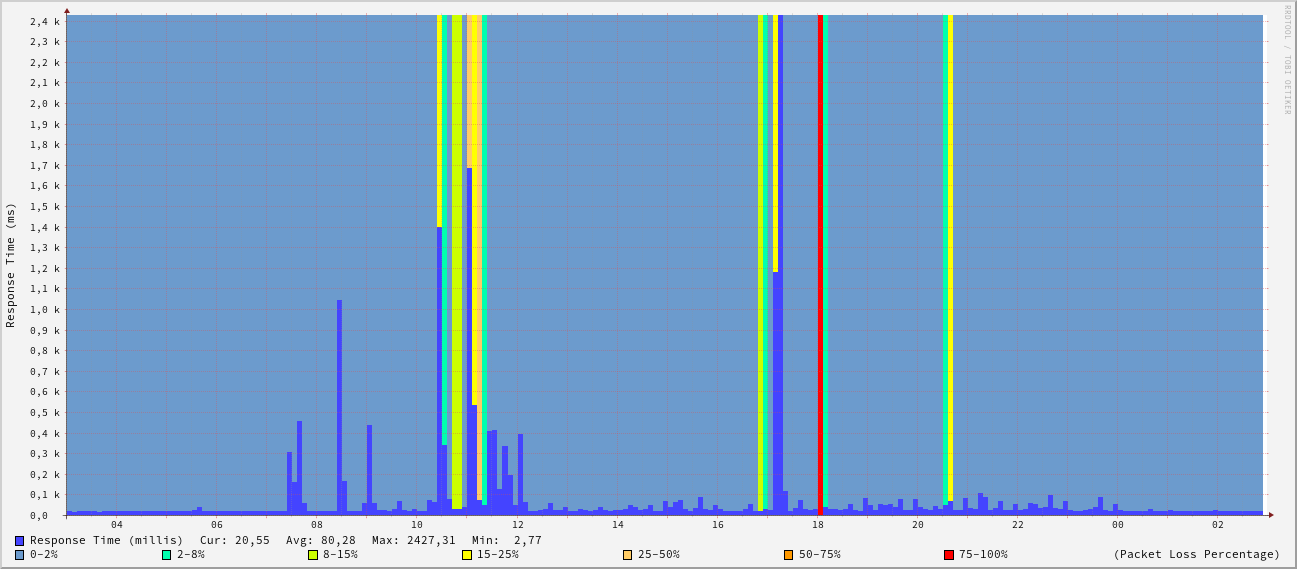 RRDTOOL / TOBI OETIKER
Response Time (ms)
2,4 k
2,3 k
2,2 k
2,1 k
2,0 k
1,9 k
1,8 k
1,7 k
1,6 k
1,5 k
1,4 k
1,3 k
1,2 k
1,1 k
1,0 k
0,9 k
0,8 k
0,7 k
0,6 k
0,5 k
0,4 k
0,3 k
0,2 k
0,1 k
0,0
04 06 08 10 12 14 16 18 20 22 00 02
Response Time (millis) Cur: 20,55 Avg: 80,28 Max: 2427,31 Min: 2,77
0-2% 2-8% 8-15% 15-25% 25-50% 50-75% 75-100% (Packet Loss Percentage)